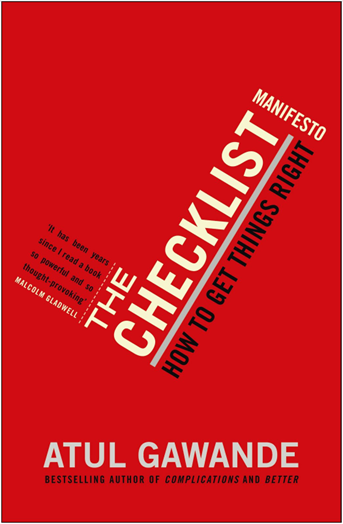 'It has been years
since I read a book
so powerful and so
thought-provoking'
MALCOLM GLADWELL
THE
CHECKLIST
MANIFESTO
HOW TO GET THINGS RIGHT
ATUL GAWANDE
BESTSELLING AUTHOR OF COMPLICATIONS AND BETTER